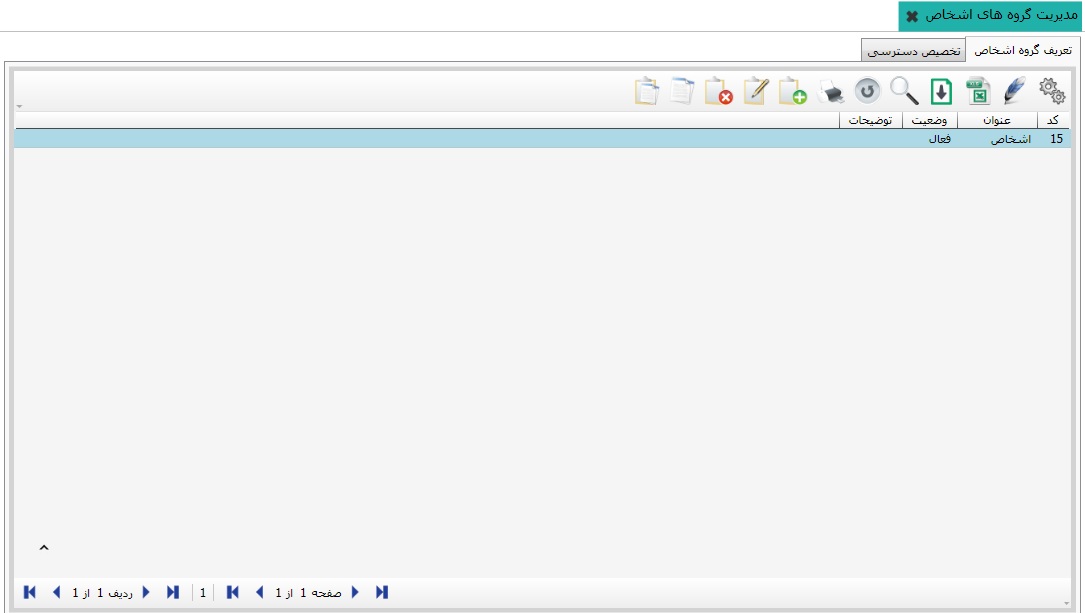 مدیریت گروه های اشخاص
تعریف گروه اشخاص
تخصیص دسترسی
کد عنوان وضعیت توضیحات
15 اشخاص فعال
صفحه 1 از 1
1
ردیف 1 از 1